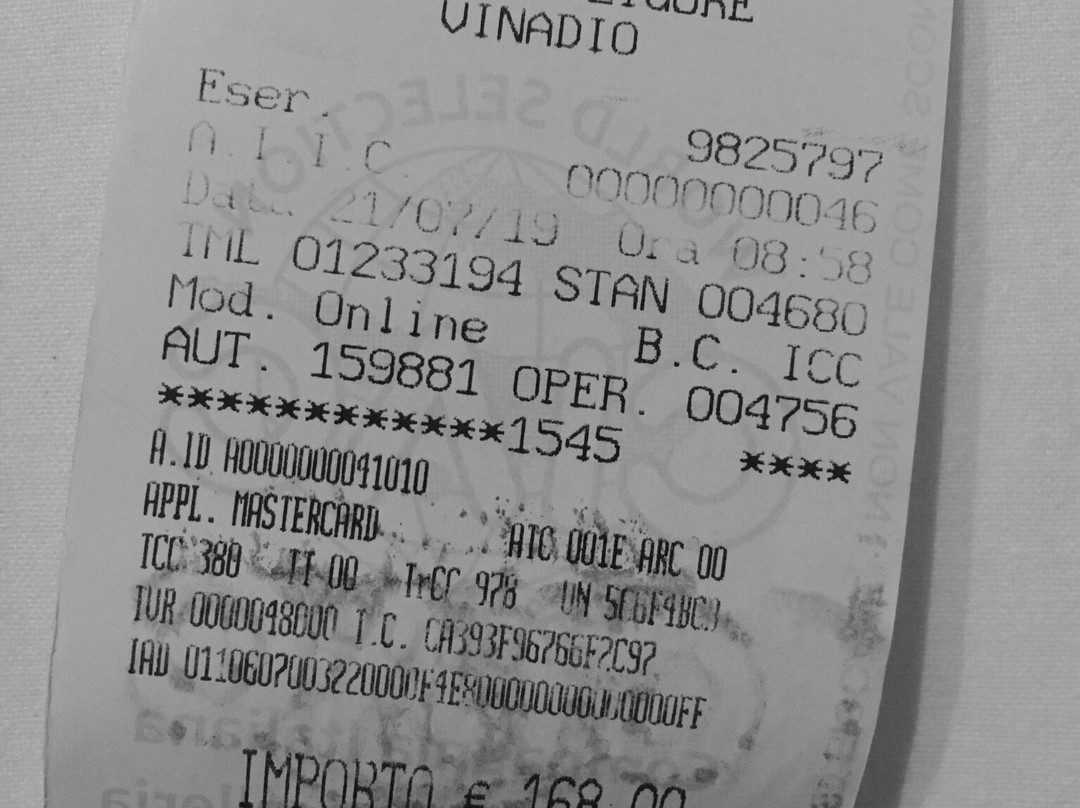 VINADIO
Eser. 9825797
A.I.I.C. 00000000046
Data 21/07/19 Ora 08:58
TML 01233194 STAN 004680
Mod. Online B.C. ICC
AUT. 159881 OPER. 004756
************1545 ****
A.ID A0000000041010
APPL. MASTERCARD ATC 001E ARC 00
TCC 380 TT 00 TrCC 978 UN
TVR 0000048000 T.C. CA393F96766F2C97
IAD
IMPORTO € 168,00